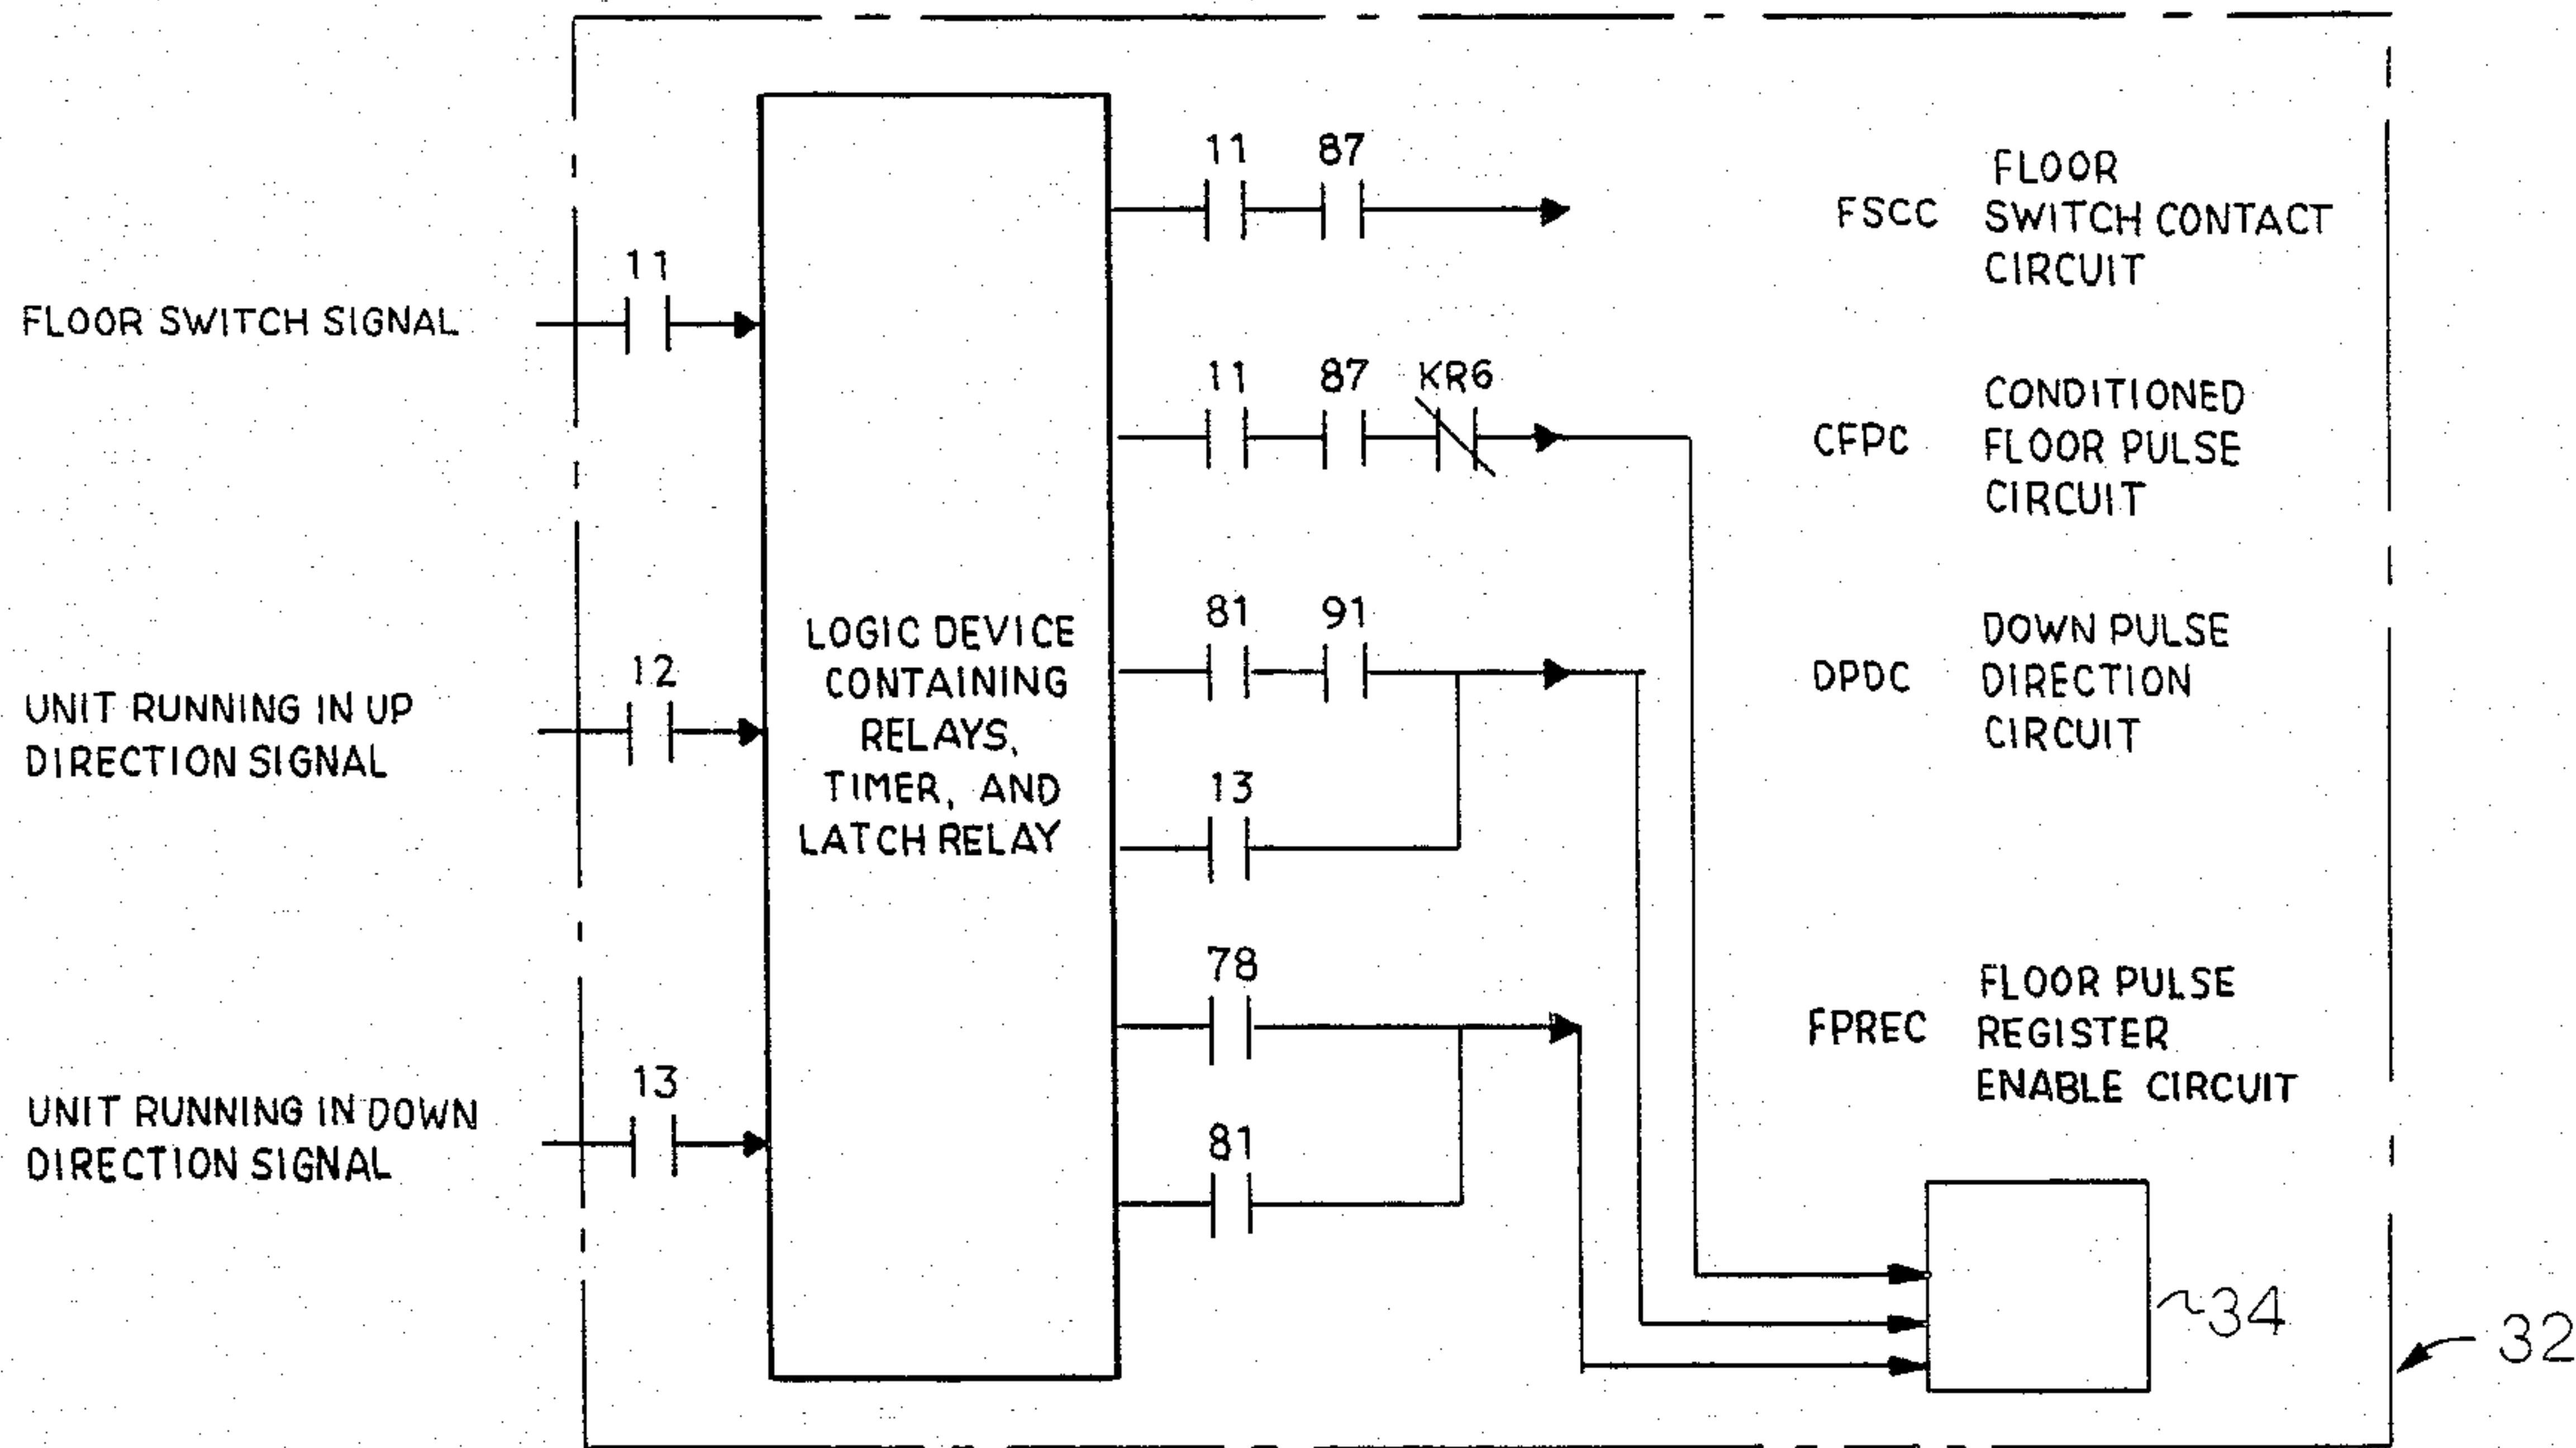 FLOOR SWITCH SIGNAL
11
UNIT RUNNING IN UP
DIRECTION SIGNAL
12
UNIT RUNNING IN DOWN
DIRECTION SIGNAL
13
LOGIC DEVICE
CONTAINING
RELAYS,
TIMER, AND
LATCH RELAY
11 87
FSCC
FLOOR
SWITCH CONTACT
CIRCUIT
11 87 KR6
CFPC
CONDITIONED
FLOOR PULSE
CIRCUIT
81 91
DPDC
DOWN PULSE
DIRECTION
CIRCUIT
13
78
FPREC
FLOOR PULSE
REGISTER
ENABLE CIRCUIT
81
34
32